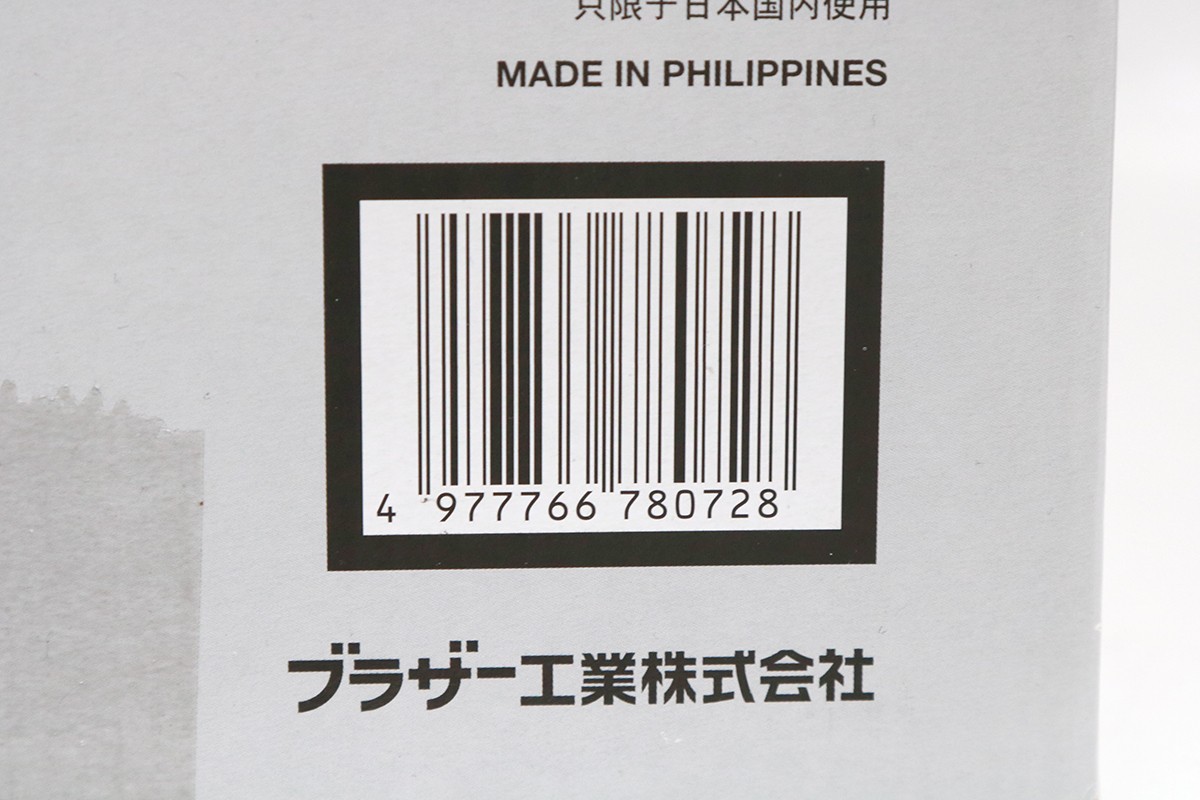 只限于日本国内使用
MADE IN PHILIPPINES
4 977766 780728
ブラザー工業株式会社